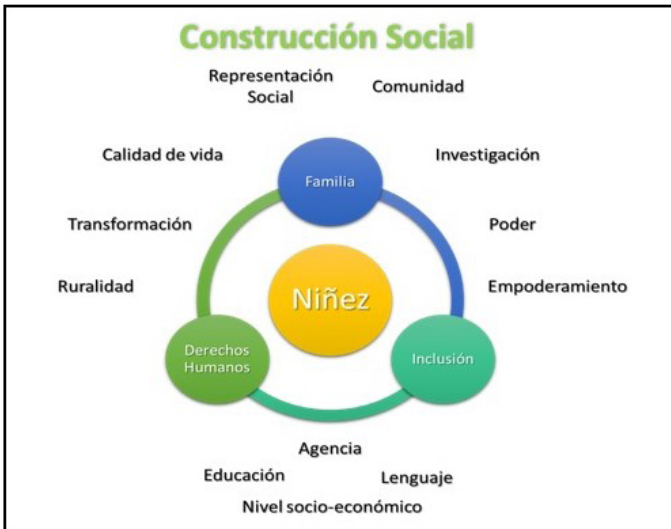 Construcción Social
Representación
Social
Comunidad
Calidad de vida
Familia
Investigación
Transformación
Poder
Ruralidad
Niñez
Empoderamiento
Derechos
Humanos
Inclusión
Agencia
Educación
Lenguaje
Nivel socio-económico